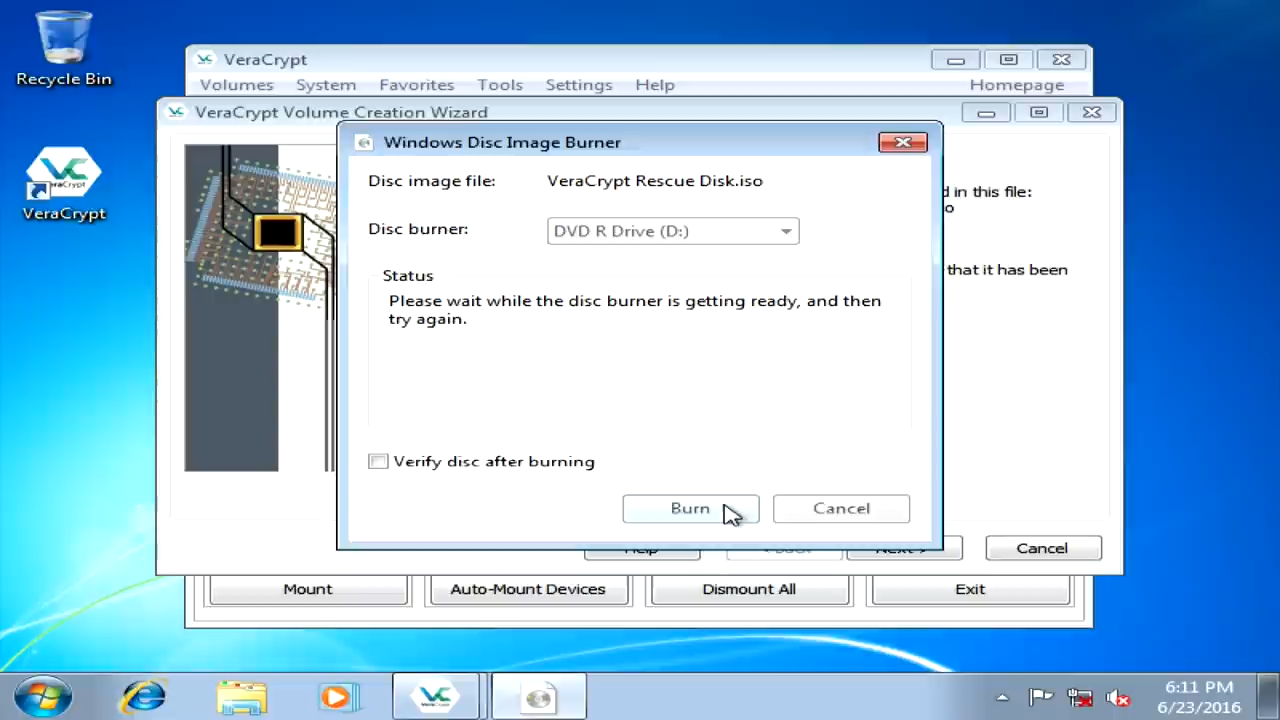 Recycle Bin
VeraCrypt
VeraCrypt
Volumes System Favorites Tools Settings Help Homepage
VeraCrypt Volume Creation Wizard
Windows Disc Image Burner
Disc image file: VeraCrypt Rescue Disk.iso
d in this file:
o
Disc burner: DVD R Drive (D:)
that it has been
Status
Please wait while the disc burner is getting ready, and then
try again.
Verify disc after burning
Burn Cancel
Help < Back Next > Cancel
Mount Auto-Mount Devices Dismount All Exit
6:11 PM
6/23/2016